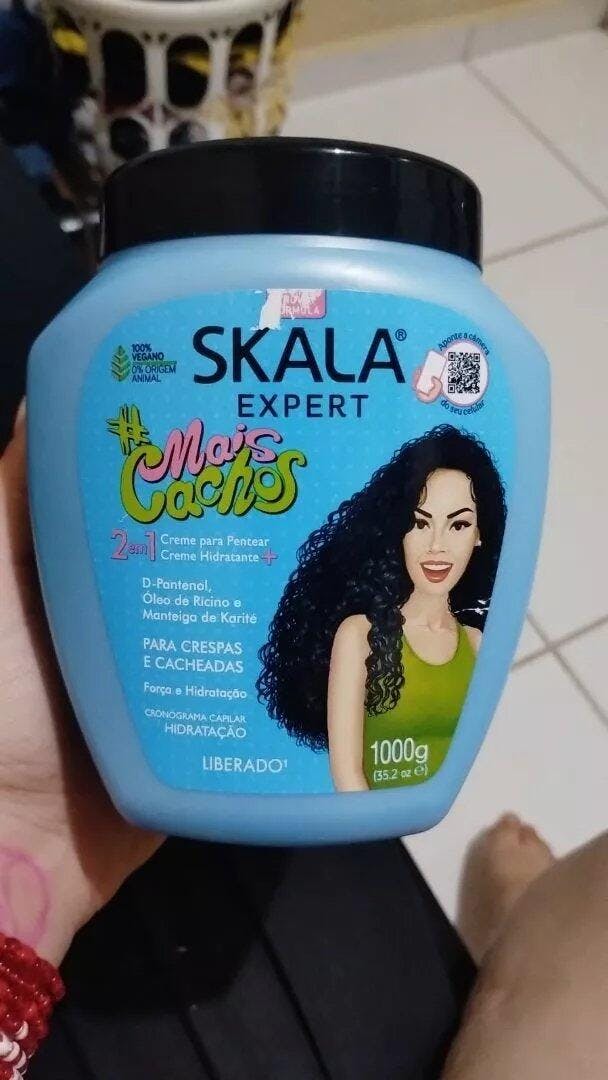 100%
VEGANO
0% ORIGEM
ANIMAL
SKALA®
EXPERT
Aponte a câmera
do seu celular
#Mais
Cachos
2em1 Creme para Pentear
Creme Hidratante +
D-Pantenol,
Óleo de Rícino e
Manteiga de Karité
PARA CRESPAS
E CACHEADAS
Força e Hidratação
CRONOGRAMA CAPILAR
HIDRATAÇÃO
LIBERADO¹
1000g
(35.2 oz ℮)